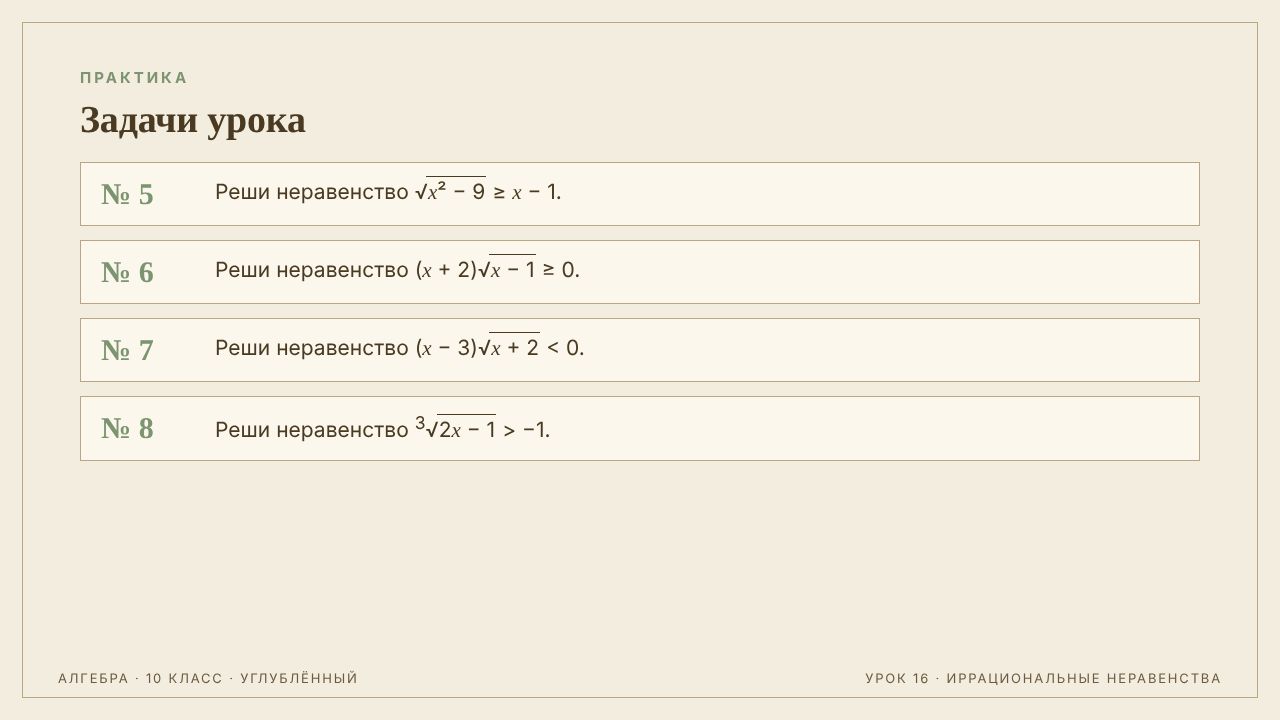 ПРАКТИКА
Задачи урока
№ 5 Реши неравенство √x² − 9 ≥ x − 1.
№ 6 Реши неравенство (x + 2)√x − 1 ≥ 0.
№ 7 Реши неравенство (x − 3)√x + 2 < 0.
№ 8 Реши неравенство ³√2x − 1 > −1.
АЛГЕБРА · 10 КЛАСС · УГЛУБЛЁННЫЙ
УРОК 16 · ИРРАЦИОНАЛЬНЫЕ НЕРАВЕНСТВА